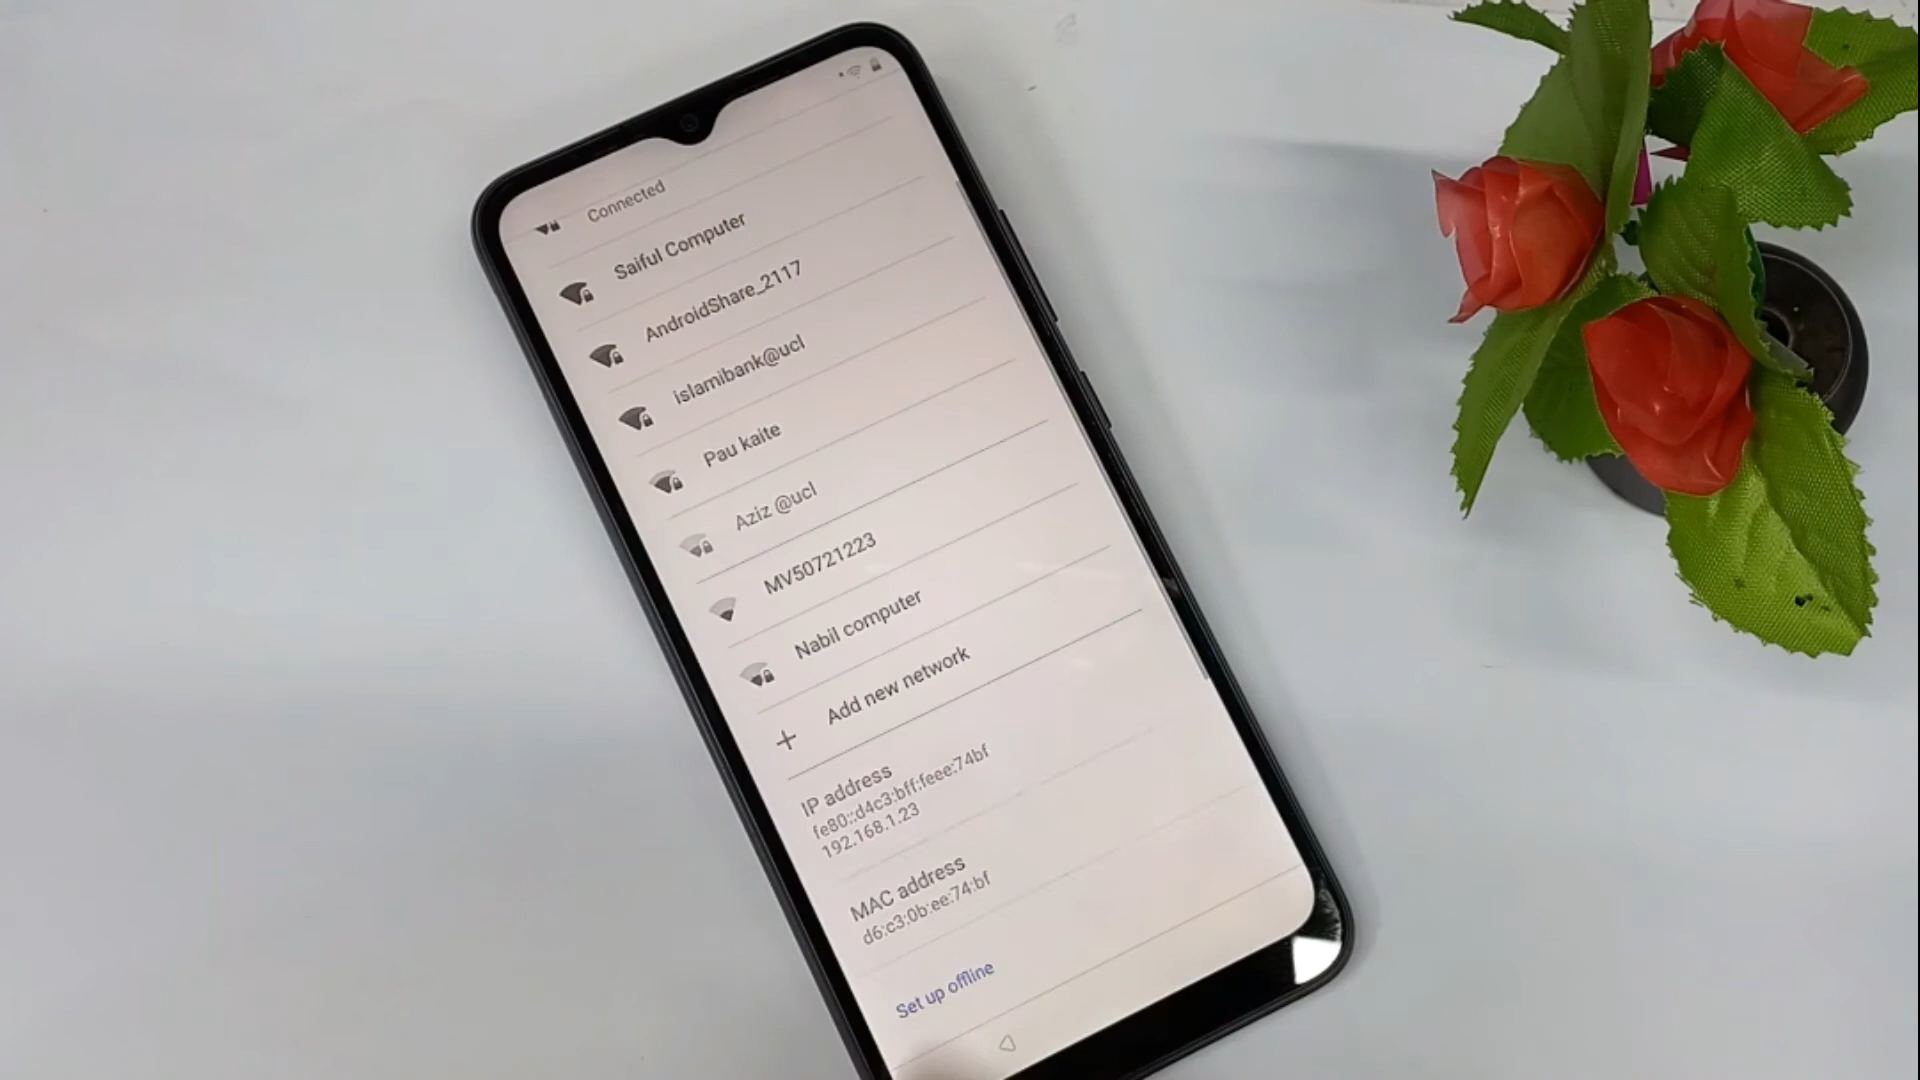 Connected
Saiful Computer
AndroidShare_2117
islamibank@ucl
Pau kaite
Aziz @ucl
MV50721223
Nabil computer
Add new network
IP address
fe80::d4c3:bff:feee:74bf
192.168.1.23
MAC address
d6:c3:0b:ee:74:bf
Set up offline